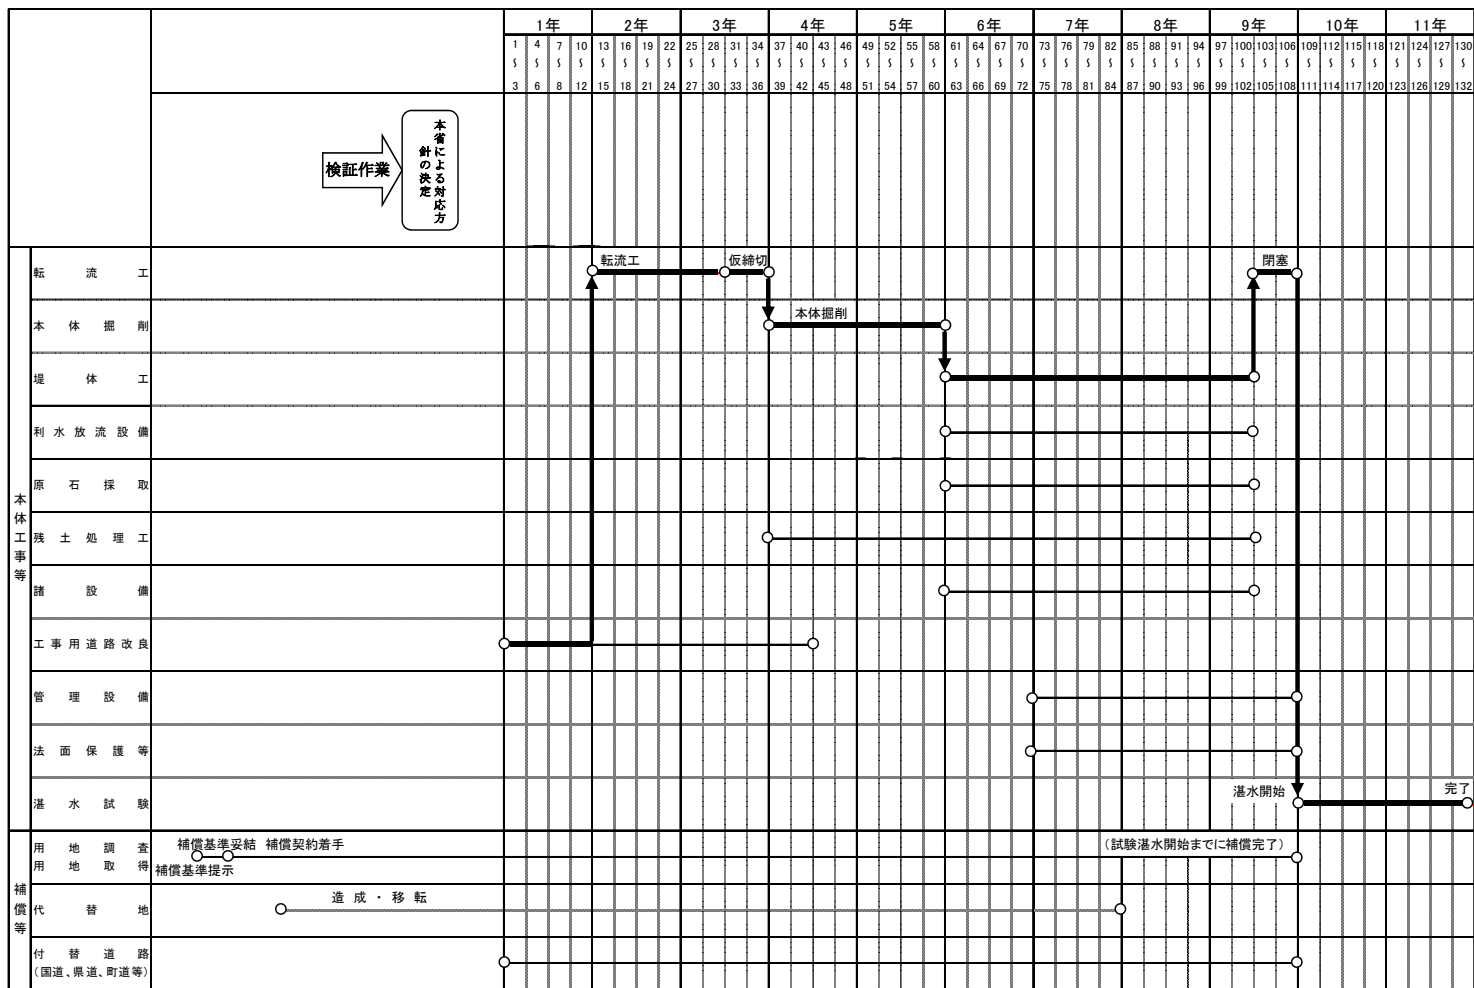 1年 2年 3年 4年 5年 6年 7年 8年 9年 10年 11年
1 4 7 10 13 16 19 22 25 28 31 34 37 40 43 46 49 52 55 58 61 64 67 70 73 76 79 82 85 88 91 94 97 100 103 106 109 112 115 118 121 124 127 130
～ ～ ～ ～ ～ ～ ～ ～ ～ ～ ～ ～ ～ ～ ～ ～ ～ ～ ～ ～ ～ ～ ～ ～ ～ ～ ～ ～ ～ ～ ～ ～ ～ ～ ～ ～ ～ ～ ～ ～ ～ ～ ～ ～
3 6 8 12 15 18 21 24 27 30 33 36 39 42 45 48 51 54 57 60 63 66 69 72 75 78 81 84 87 90 93 96 99 102 105 108 111 114 117 120 123 126 129 132
検証作業
本省による対応方
針の決定
本体工事等
転流工
転流工 仮締切 閉塞
本体掘削
本体掘削
堤体工
利水放流設備
原石採取
残土処理工
諸設備
工事用道路改良
管理設備
法面保護等
湛水試験
湛水開始 完了
補償等
用地調査
用地取得
補償基準妥結 補償契約着手
補償基準提示
（試験湛水開始までに補償完了）
代替地
造成・移転
付替道路
（国道、県道、町道等）